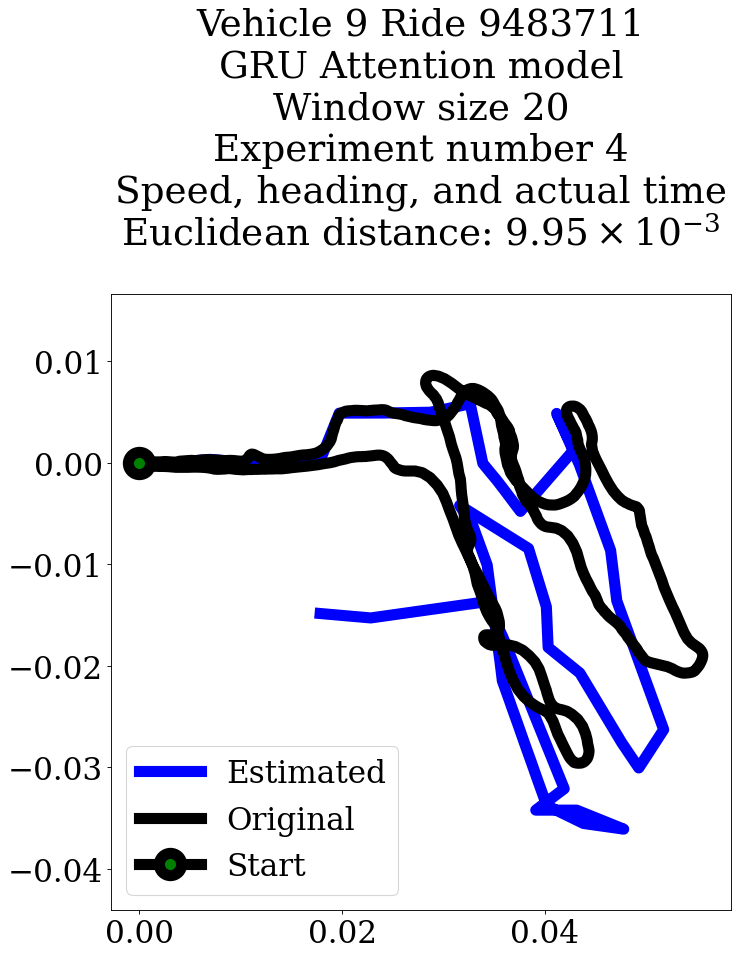 Vehicle 9 Ride 9483711
GRU Attention model
Window size 20
Experiment number 4
Speed, heading, and actual time
Euclidean distance: 9.95 × 10⁻³
0.01
0.00
−0.01
−0.02
−0.03
−0.04
Estimated
Original
Start
0.00 0.02 0.04